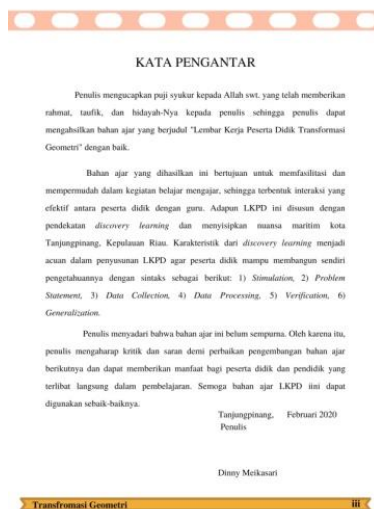 KATA PENGANTAR
Penulis mengucapkan puji syukur kepada Allah swt. yang telah memberikan
rahmat, taufik, dan hidayah-Nya kepada penulis sehingga penulis dapat
mengahsilkan bahan ajar yang berjudul "Lembar Kerja Peserta Didik Transformasi
Geometri" dengan baik.
Bahan ajar yang dihasilkan ini bertujuan untuk memfasilitasi dan
mempermudah dalam kegiatan belajar mengajar, sehingga terbentuk interaksi yang
efektif antara peserta didik dengan guru. Adapun LKPD ini disusun dengan
pendekatan discovery learning dan menyisipkan nuansa maritim kota
Tanjungpinang, Kepulauan Riau. Karakteristik dari discovery learning menjadi
acuan dalam penyusunan LKPD agar peserta didik mampu membangun sendiri
pengetahuannya dengan sintaks sebagai berikut: 1) Stimulation, 2) Problem
Statement, 3) Data Collection, 4) Data Processing, 5) Verification, 6)
Generalization.
Penulis menyadari bahwa bahan ajar ini belum sempurna. Oleh karena itu,
penulis mengaharap kritik dan saran demi perbaikan pengembangan bahan ajar
berikutnya dan dapat memberikan manfaat bagi peserta didik dan pendidik yang
terlibat langsung dalam pembelajaran. Semoga bahan ajar LKPD iini dapat
digunakan sebaik-baiknya.
Tanjungpinang, Februari 2020
Penulis
Dinny Meikasari
Transfromasi Geometri iii